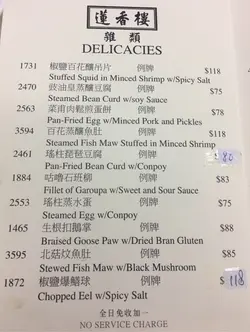 蓮香樓
雜類
DELICACIES
1731 椒鹽百花釀吊片 例牌 $118
Stuffed Squid in Minced Shrimp w/Spicy Salt
2470 豉油皇蒸釀豆腐 例牌 $75
Steamed Bean Curd w/soy Sauce
2563 菜甫肉鬆煎蛋餅 例牌 $75
Pan-Fried Egg w/Minced Pork and Pickles
3594 百花蒸釀魚肚 例牌 $118
Steamed Fish Maw Stuffed in Minced Shrimp
2461 瑤柱琵琶豆腐 例牌 $80
Pan-Fried Bean Curd w/Conpoy
1884 咕嚕石班柳 例牌 $83
Fillet of Garoupa w/Sweet and Sour Sauce
2553 瑤柱蒸水蛋 例牌 $75
Steamed Egg w/Conpoy
1465 生根扣鵝掌 例牌 $88
Braised Goose Paw w/Dried Bran Gluten
3595 北菇炆魚肚 例牌 $85
Stewed Fish Maw w/Black Mushroom
1872 椒鹽爆鱔球 例牌 $118
Chopped Eel w/Spicy Salt
全日免收加一
NO SERVICE CHARGE